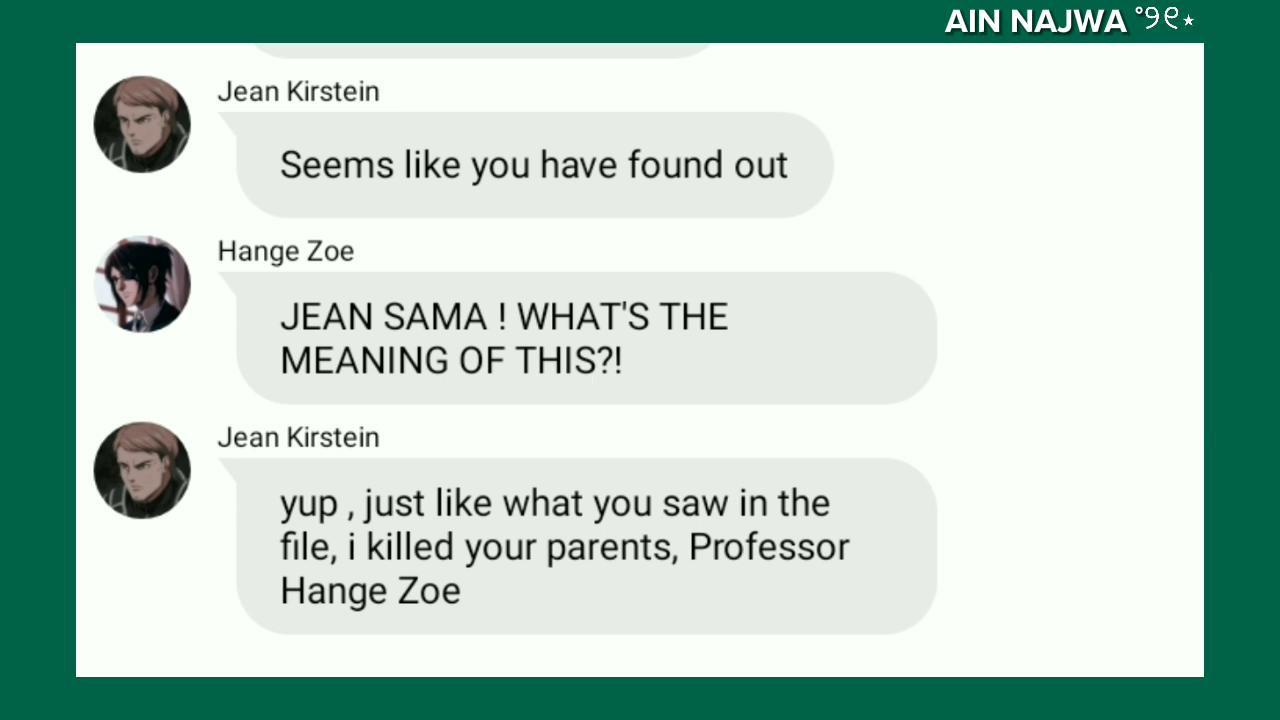 AIN NAJWA °୨୧⋆
Jean Kirstein
Seems like you have found out
Hange Zoe
JEAN SAMA ! WHAT'S THE
MEANING OF THIS?!
Jean Kirstein
yup , just like what you saw in the
file, i killed your parents, Professor
Hange Zoe